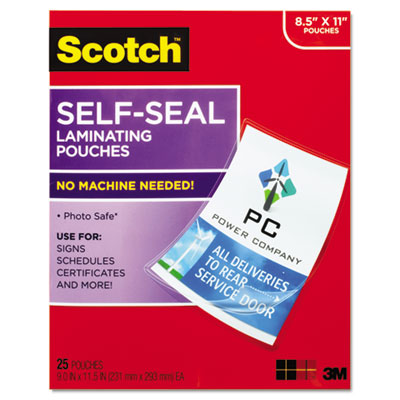 Scotch™
8.5" X 11"
POUCHES
SELF-SEAL
LAMINATING
POUCHES
NO MACHINE NEEDED!
• Photo Safe*
USE FOR:
SIGNS
SCHEDULES
CERTIFICATES
AND MORE!
PC
POWER COMPANY
ALL DELIVERIES
TO REAR
SERVICE DOOR
25 POUCHES
9.0 in x 11.5 in (231 mm x 293 mm) EA
3M